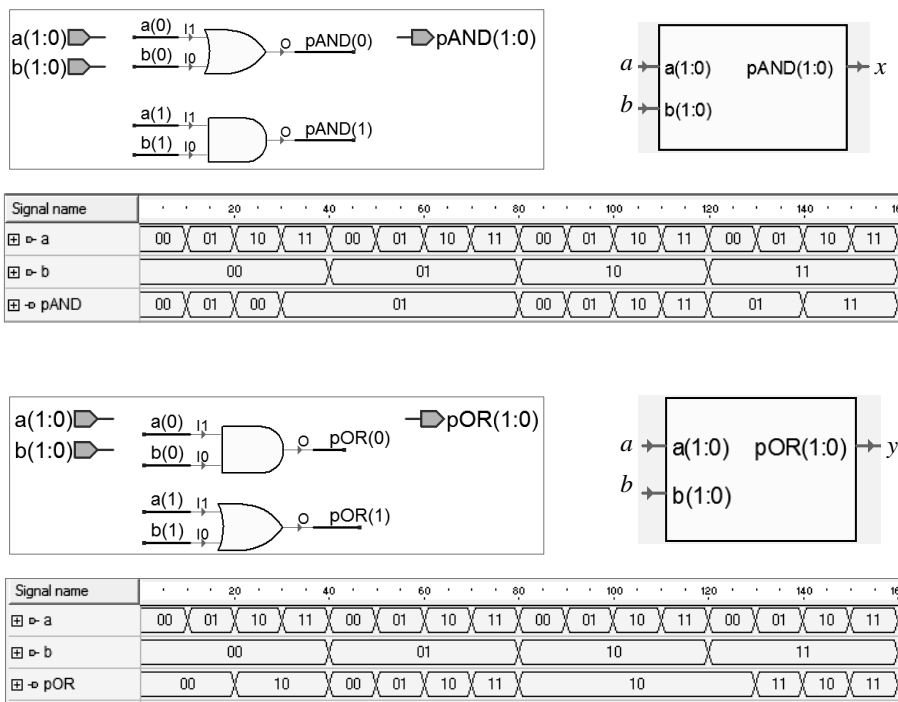 a(1:0)
b(1:0)
a(0) I1
b(0) I0
O pAND(0)
a(1) I1
b(1) I0
O pAND(1)
pAND(1:0)
a a(1:0) pAND(1:0) x
b b(1:0)
Signal name 20 40 60 80 100 120 140 16
a 00 01 10 11 00 01 10 11 00 01 10 11 00 01 10 11
b 00 01 10 11
pAND 00 01 00 01 00 01 10 11 01 11
a(1:0)
b(1:0)
a(0) I1
b(0) I0
O pOR(0)
a(1) I1
b(1) I0
O pOR(1)
pOR(1:0)
a a(1:0) pOR(1:0) y
b b(1:0)
Signal name 20 40 60 80 100 120 140 16
a 00 01 10 11 00 01 10 11 00 01 10 11 00 01 10 11
b 00 01 10 11
pOR 00 10 00 01 10 11 10 11 10 11